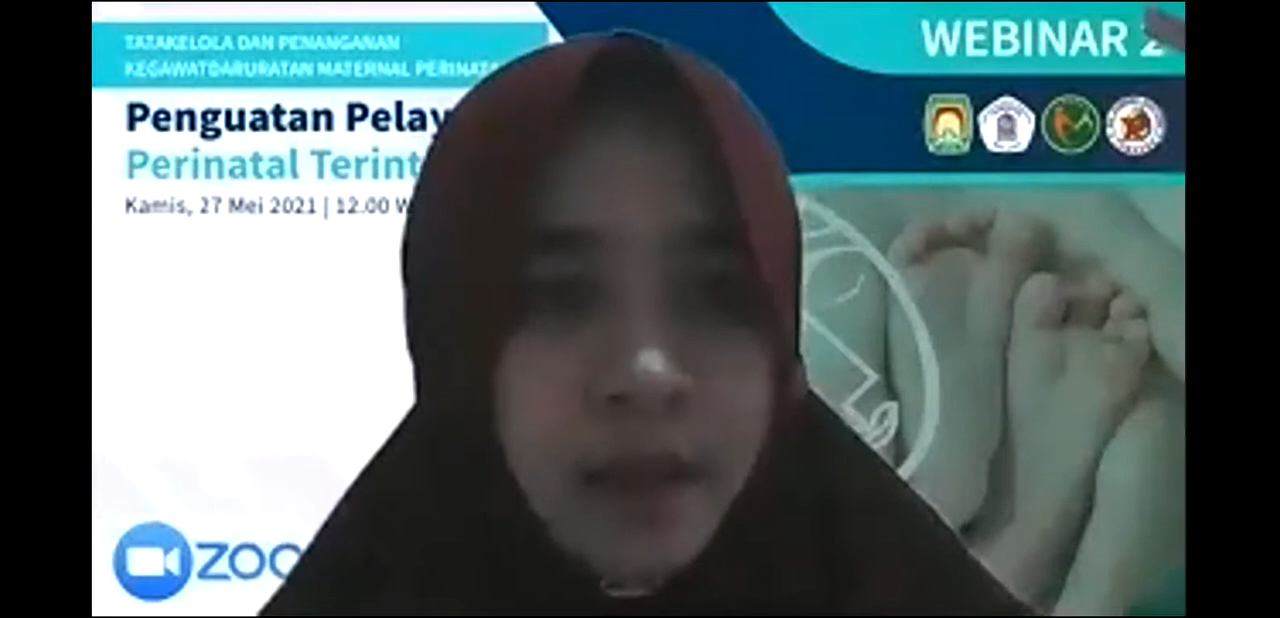 TATAKELOLA DAN PENANGANAN
KEGAWATDARURATAN MATERNAL PERINATA
Penguatan Pelay
Perinatal Terint
Kamis, 27 Mei 2021 | 12.00 W
WEBINAR 2
ZOO